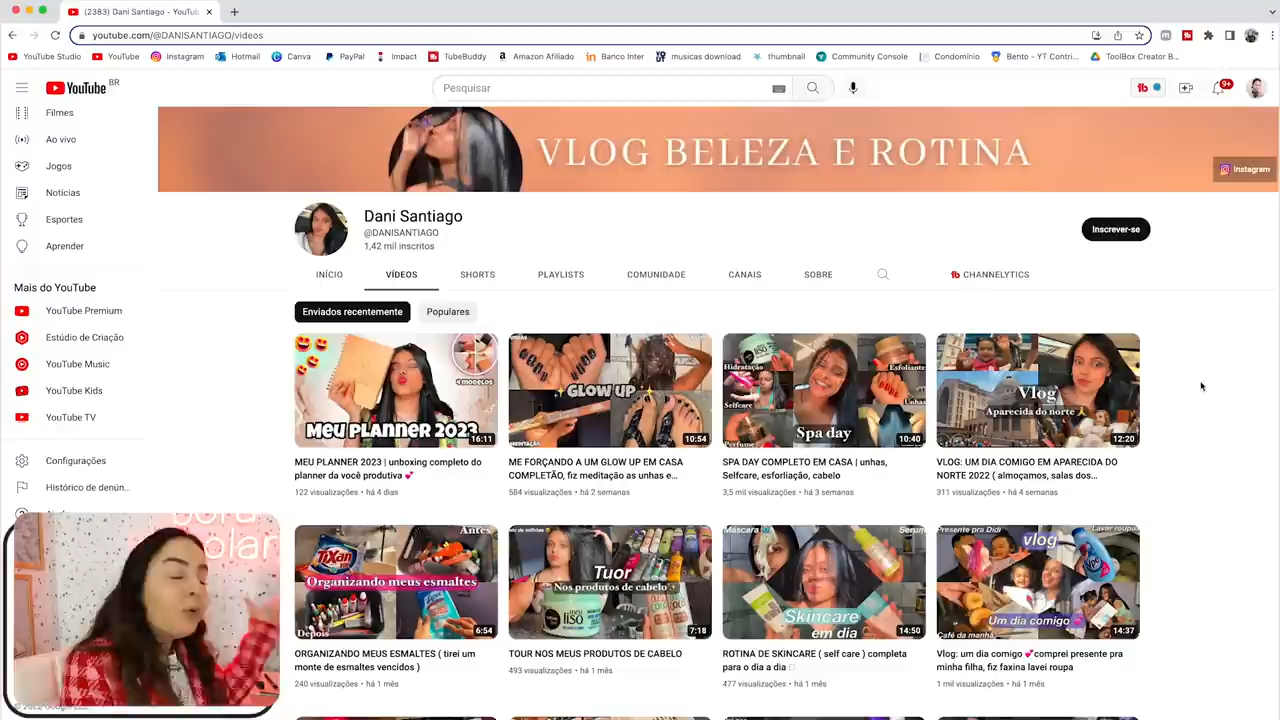 (2383) Dani Santiago - YouTub
youtube.com/@DANISANTIAGO/videos
YouTube Studio
YouTube
Instagram
Hotmail
Canva
PayPal
Impact
TubeBuddy
Amazon Afiliado
Banco Inter
musicas download
thumbnail
Community Console
Condomínio
Bento - YT Contri...
ToolBox Creator B...
YouTube BR
Pesquisar
9+
Filmes
Ao vivo
Jogos
Notícias
Esportes
Aprender
Mais do YouTube
YouTube Premium
Estúdio de Criação
YouTube Music
YouTube Kids
YouTube TV
Configurações
Histórico de denún...
VLOG BELEZA E ROTINA
Instagram
Dani Santiago
@DANISANTIAGO
1,42 mil inscritos
Inscrever-se
INÍCIO
VÍDEOS
SHORTS
PLAYLISTS
COMUNIDADE
CANAIS
SOBRE
CHANNELYTICS
Enviados recentemente
Populares
4 MODELOS
Meu PLANNER 2023
16:11
MEU PLANNER 2023 | unboxing completo do
planner da você produtiva 💕
122 visualizações • há 4 dias
GLOW UP
MEDITAÇÃO
10:54
ME FORÇANDO A UM GLOW UP EM CASA
COMPLETÃO, fiz meditação as unhas e...
584 visualizações • há 2 semanas
Hidratação
Esfoliante
Selfcare
Unhas
Perfume
Spa day
10:40
SPA DAY COMPLETO EM CASA | unhas,
Selfcare, esfoliação, cabelo
3,5 mil visualizações • há 3 semanas
Vlog
Aparecida do norte
12:20
VLOG: UM DIA COMIGO EM APARECIDA DO
NORTE 2022 ( almoçamos, salas dos...
311 visualizações • há 4 semanas
Antes
TIXAN
Organizando meus esmaltes
Depois
6:54
ORGANIZANDO MEUS ESMALTES ( tirei um
monte de esmaltes vencidos )
240 visualizações • há 1 mês
Tuor
Nos produtos de cabelo
meu
liso
7:18
TOUR NOS MEUS PRODUTOS DE CABELO
493 visualizações • há 1 mês
Máscara
Serum
Skincare
em dia
14:50
ROTINA DE SKINCARE ( self care ) completa
para o dia a dia
477 visualizações • há 1 mês
Presente pra Didi
Lavar roupa
vlog
Um dia comigo
Café da manhã
14:37
Vlog: um dia comigo 💕comprei presente pra
minha filha, fiz faxina lavei roupa
1 mil visualizações • há 1 mês